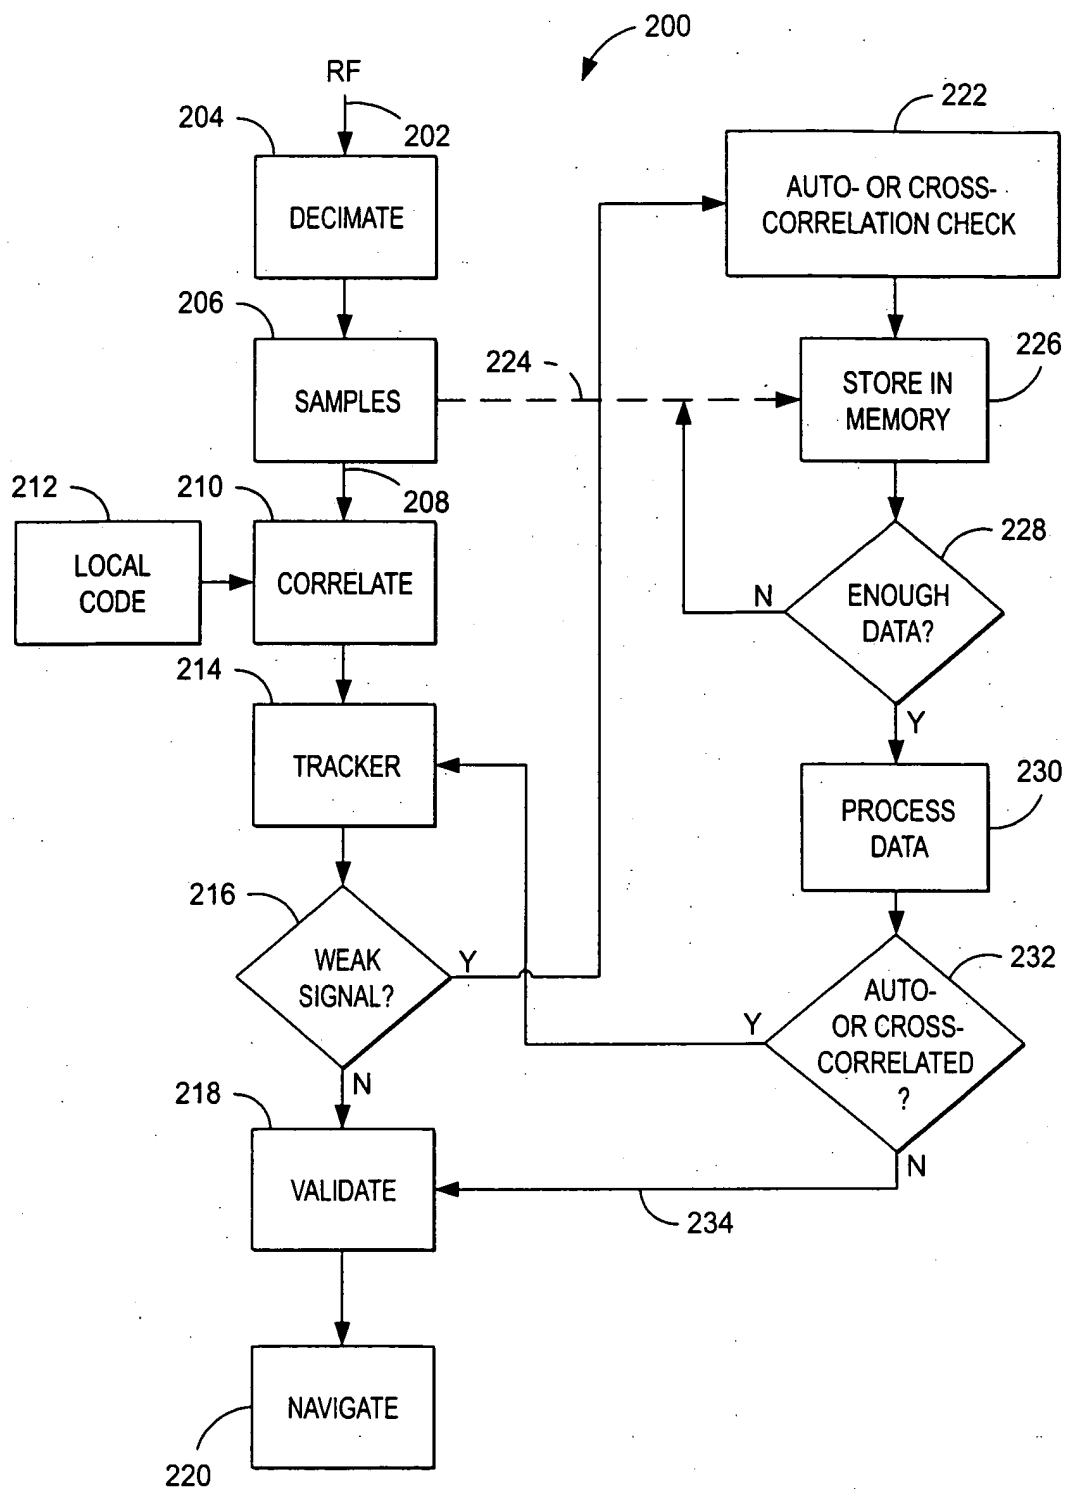 200
RF
202
204
DECIMATE
222
AUTO- OR CROSS-
CORRELATION CHECK
206
SAMPLES
224
226
STORE IN
MEMORY
208
212
LOCAL
CODE
210
CORRELATE
228
ENOUGH
DATA?
N
Y
214
TRACKER
230
PROCESS
DATA
216
WEAK
SIGNAL?
Y
N
232
AUTO-
OR CROSS-
CORRELATED
?
Y
N
218
VALIDATE
234
NAVIGATE
220